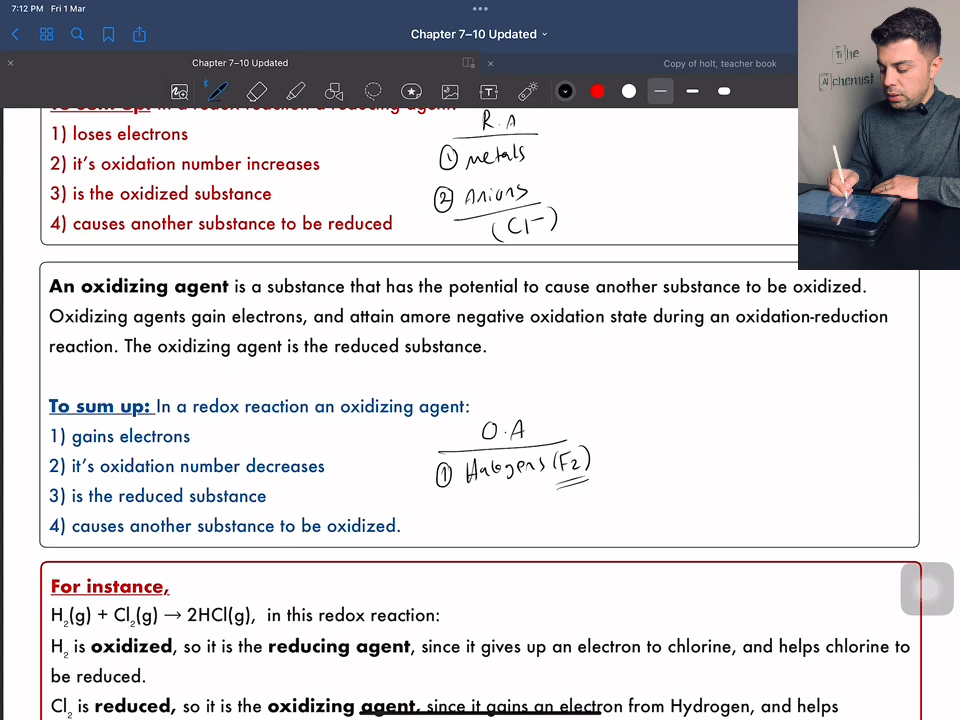 7:12 PM Fri 1 Mar
Chapter 7–10 Updated
Chapter 7–10 Updated
Copy of holt, teacher book
Ti he
Al chemist
1) loses electrons
2) it's oxidation number increases
3) is the oxidized substance
4) causes another substance to be reduced
R.A
① metals
② Anions
(Cl⁻)
An oxidizing agent is a substance that has the potential to cause another substance to be oxidized.
Oxidizing agents gain electrons, and attain amore negative oxidation state during an oxidation-reduction
reaction. The oxidizing agent is the reduced substance.
To sum up: In a redox reaction an oxidizing agent:
1) gains electrons
2) it's oxidation number decreases
3) is the reduced substance
4) causes another substance to be oxidized.
O.A
① Halogens (F₂)
For instance,
H₂(g) + Cl₂(g) → 2HCl(g), in this redox reaction:
H₂ is oxidized, so it is the reducing agent, since it gives up an electron to chlorine, and helps chlorine to
be reduced.
Cl₂ is reduced, so it is the oxidizing agent, since it gains an electron from Hydrogen, and helps